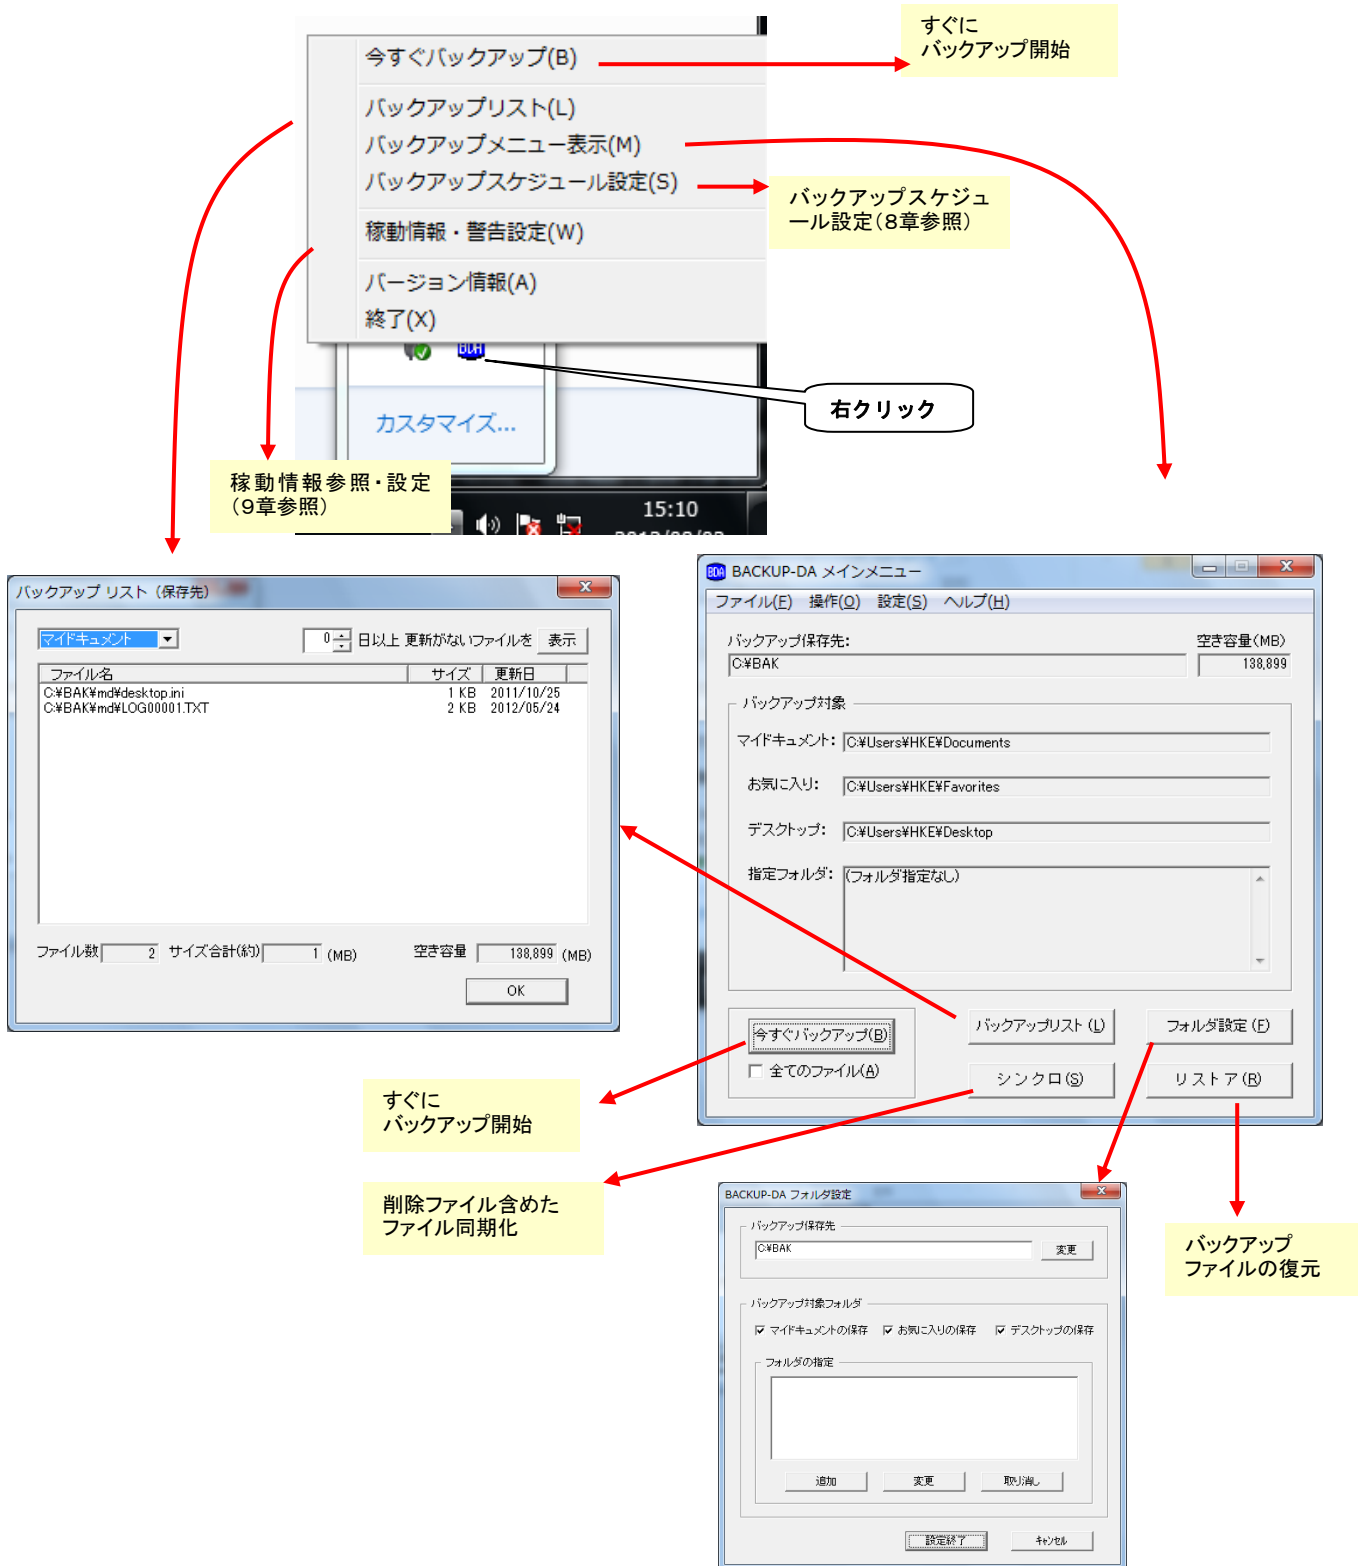 すぐに
バックアップ開始
今すぐバックアップ(B)
バックアップリスト(L)
バックアップメニュー表示(M)
バックアップスケジュール設定(S)
バックアップスケジュ
ール設定(8章参照)
稼動情報・警告設定(W)
バージョン情報(A)
終了(X)
BDA
右クリック
カスタマイズ...
稼動情報参照・設定
(9章参照)
15:10
バックアップ リスト (保存先)
マイドキュメント
0 日以上 更新がないファイルを 表示
ファイル名 サイズ 更新日
C:¥BAK¥md¥desktop.ini 1 KB 2011/10/25
C:¥BAK¥md¥LOG00001.TXT 2 KB 2012/05/24
ファイル数 2 サイズ合計(約) 1 (MB) 空き容量 138,899 (MB)
OK
BDA BACKUP-DA メインメニュー
ファイル(F) 操作(O) 設定(S) ヘルプ(H)
バックアップ保存先: 空き容量(MB)
C:¥BAK 138,899
バックアップ対象
マイドキュメント: C:¥Users¥HKE¥Documents
お気に入り: C:¥Users¥HKE¥Favorites
デスクトップ: C:¥Users¥HKE¥Desktop
指定フォルダ: (フォルダ指定なし)
今すぐバックアップ(B) バックアップリスト(L) フォルダ設定(F)
全てのファイル(A) シンクロ(S) リストア(R)
すぐに
バックアップ開始
削除ファイル含めた
ファイル同期化
バックアップ
ファイルの復元
BACKUP-DA フォルダ設定
バックアップ保存先
C:¥BAK 変更
バックアップ対象フォルダ
マイドキュメントの保存 お気に入りの保存 デスクトップの保存
フォルダの指定
追加 変更 取り消し
設定終了 キャンセル